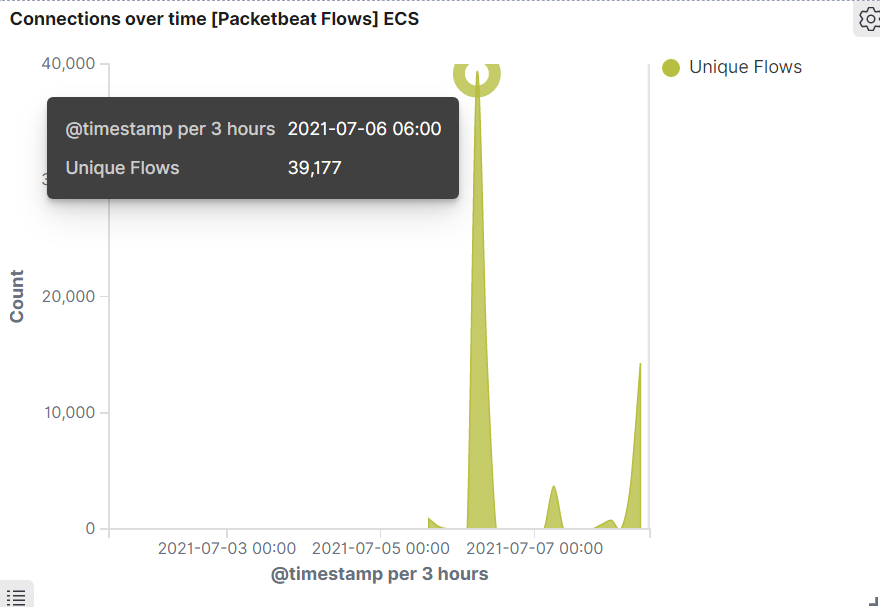 Connections over time [Packetbeat Flows] ECS
Unique Flows
40,000
@timestamp per 3 hours 2021-07-06 06:00
Unique Flows 39,177
20,000
10,000
0
Count
2021-07-03 00:00 2021-07-05 00:00 2021-07-07 00:00
@timestamp per 3 hours